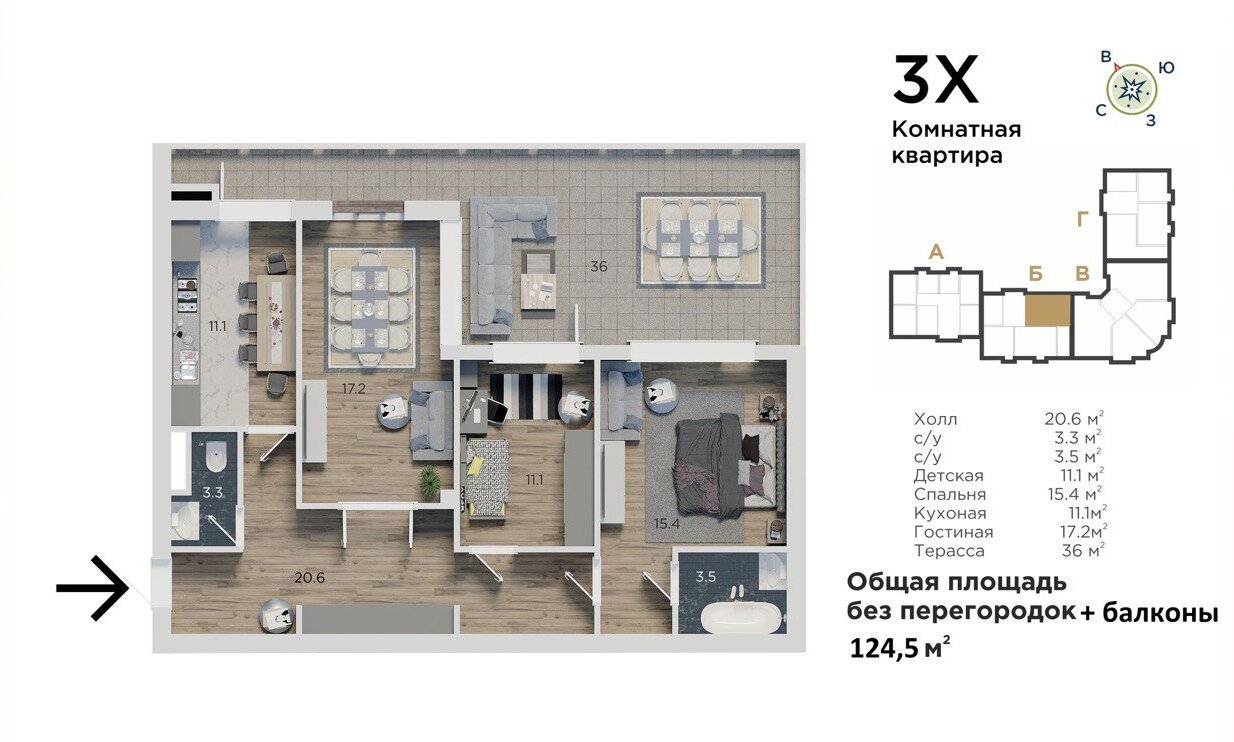 3Х
Комнатная
квартира
В
Ю
С
З
А
Б
В
Г
36
11.1
17.2
11.1
15.4
3.3
3.5
20.6
Холл 20.6 м²
с/у 3.3 м²
с/у 3.5 м²
Детская 11.1 м²
Спальня 15.4 м²
Кухоная 11.1м²
Гостиная 17.2м²
Терасса 36 м²
Общая площадь
без перегородок + балконы
124,5 м²